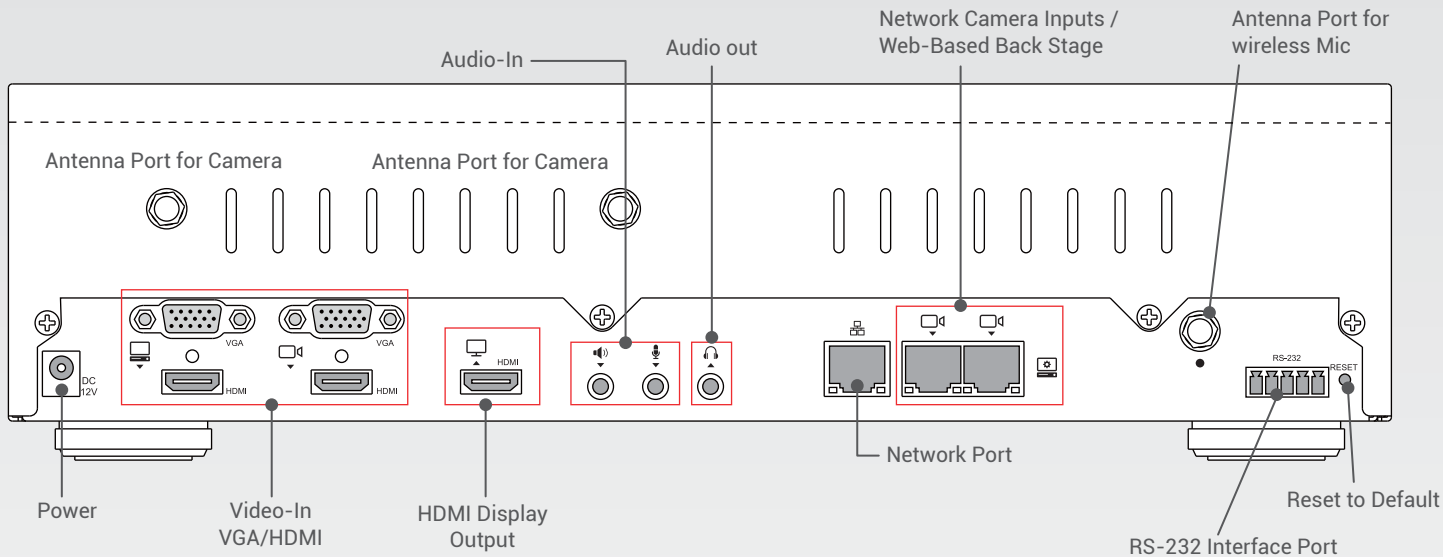 Network Camera Inputs /
Web-Based Back Stage
Antenna Port for
wireless Mic
Audio-In
Audio out
Antenna Port for Camera
Antenna Port for Camera
VGA
VGA
HDMI
HDMI
HDMI
DC
12V
RS-232
RESET
Network Port
Power
Video-In
VGA/HDMI
HDMI Display
Output
Reset to Default
RS-232 Interface Port